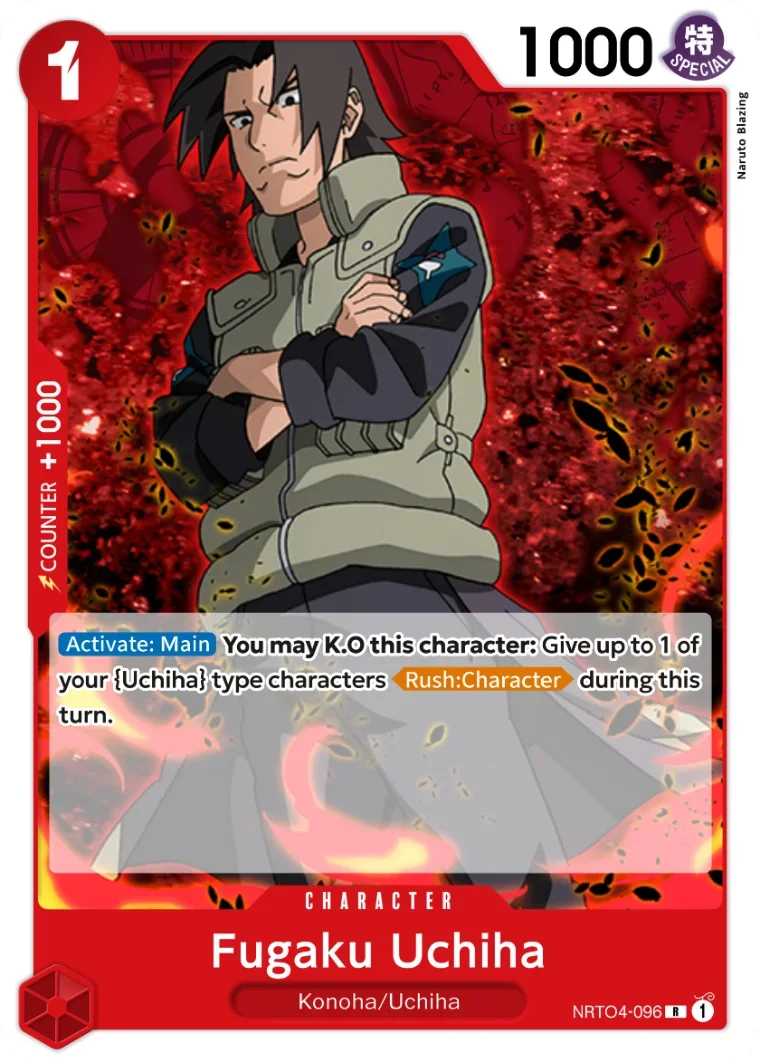 1
1000
特
SPECIAL
Naruto Blazing
COUNTER +1000
Activate: Main You may K.O this character: Give up to 1 of
your {Uchiha} type characters Rush:Character during this
turn.
CHARACTER
Fugaku Uchiha
Konoha/Uchiha
NRTO4-096 R 1